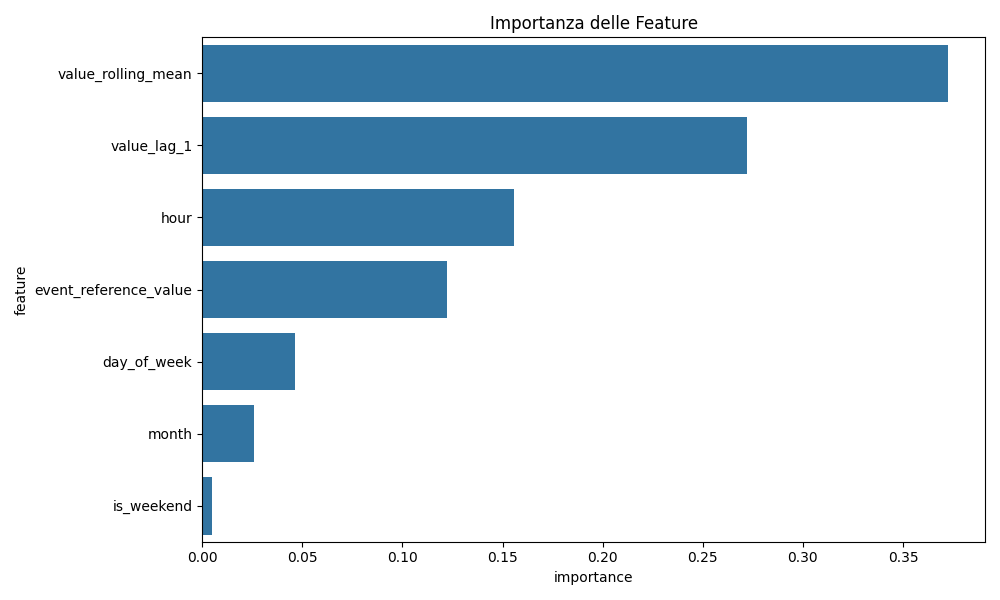 Importanza delle Feature
feature
value_rolling_mean
value_lag_1
hour
event_reference_value
day_of_week
month
is_weekend
0.00 0.05 0.10 0.15 0.20 0.25 0.30 0.35
importance